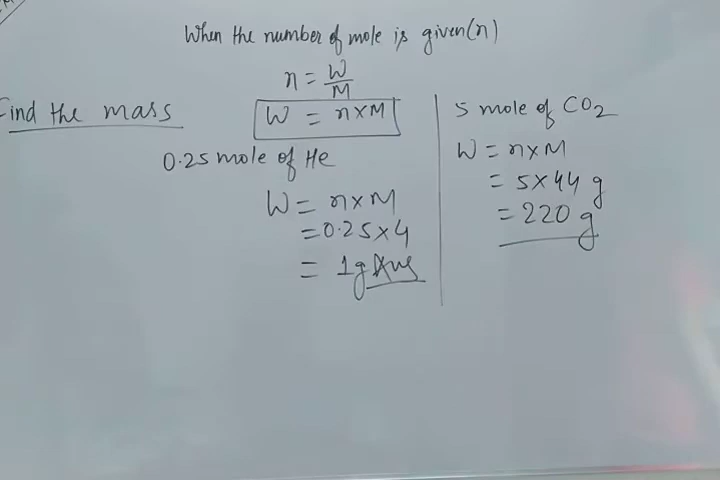 When the number of mole is given(n)
n = W/M
Find the mass
W = n×M
0.25 mole of He
W = n×M
= 0.25×4
= 1g Ans
5 mole of CO2
W = n×M
= 5×44 g
= 220 g